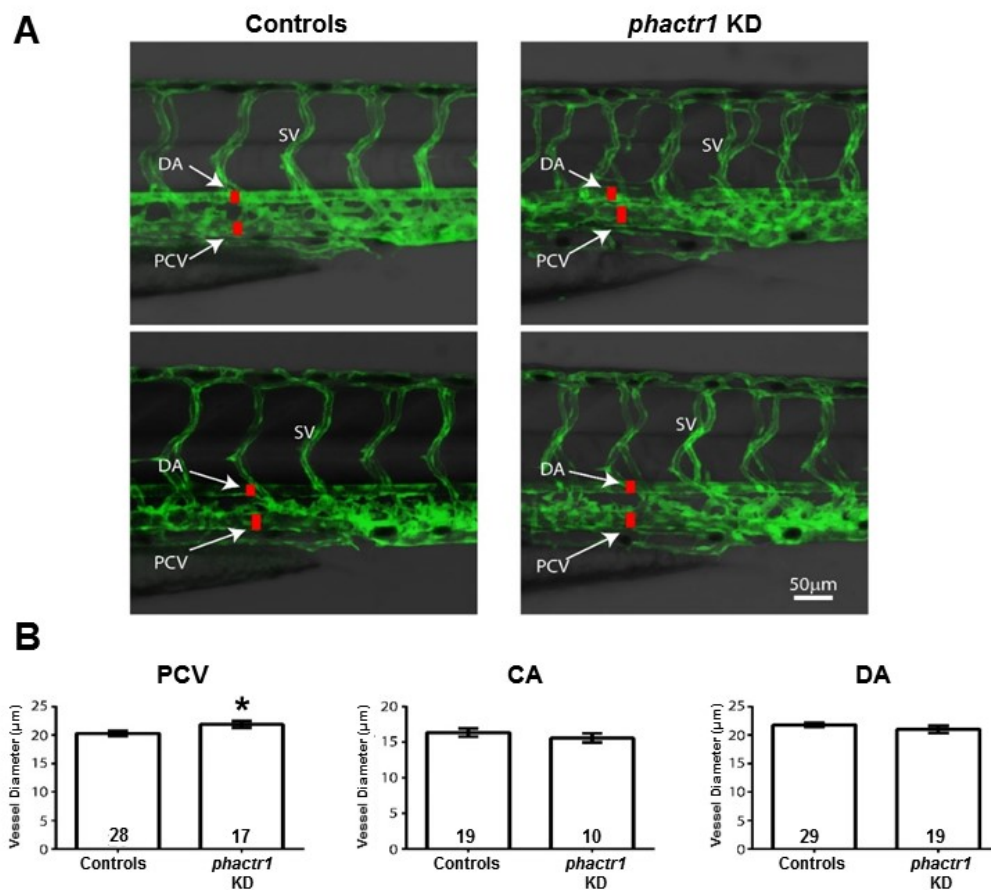 A
Controls
phactr1 KD
SV
DA
PCV
SV
DA
PCV
SV
DA
PCV
SV
DA
PCV
50µm
B
PCV
Vessel Diameter (µm)
25
20
15
10
5
0
*
28
17
Controls
phactr1
KD
CA
Vessel Diameter (µm)
25
20
15
10
5
0
19
10
Controls
phactr1
KD
DA
Vessel Diameter (µm)
25
20
15
10
5
0
29
19
Controls
phactr1
KD